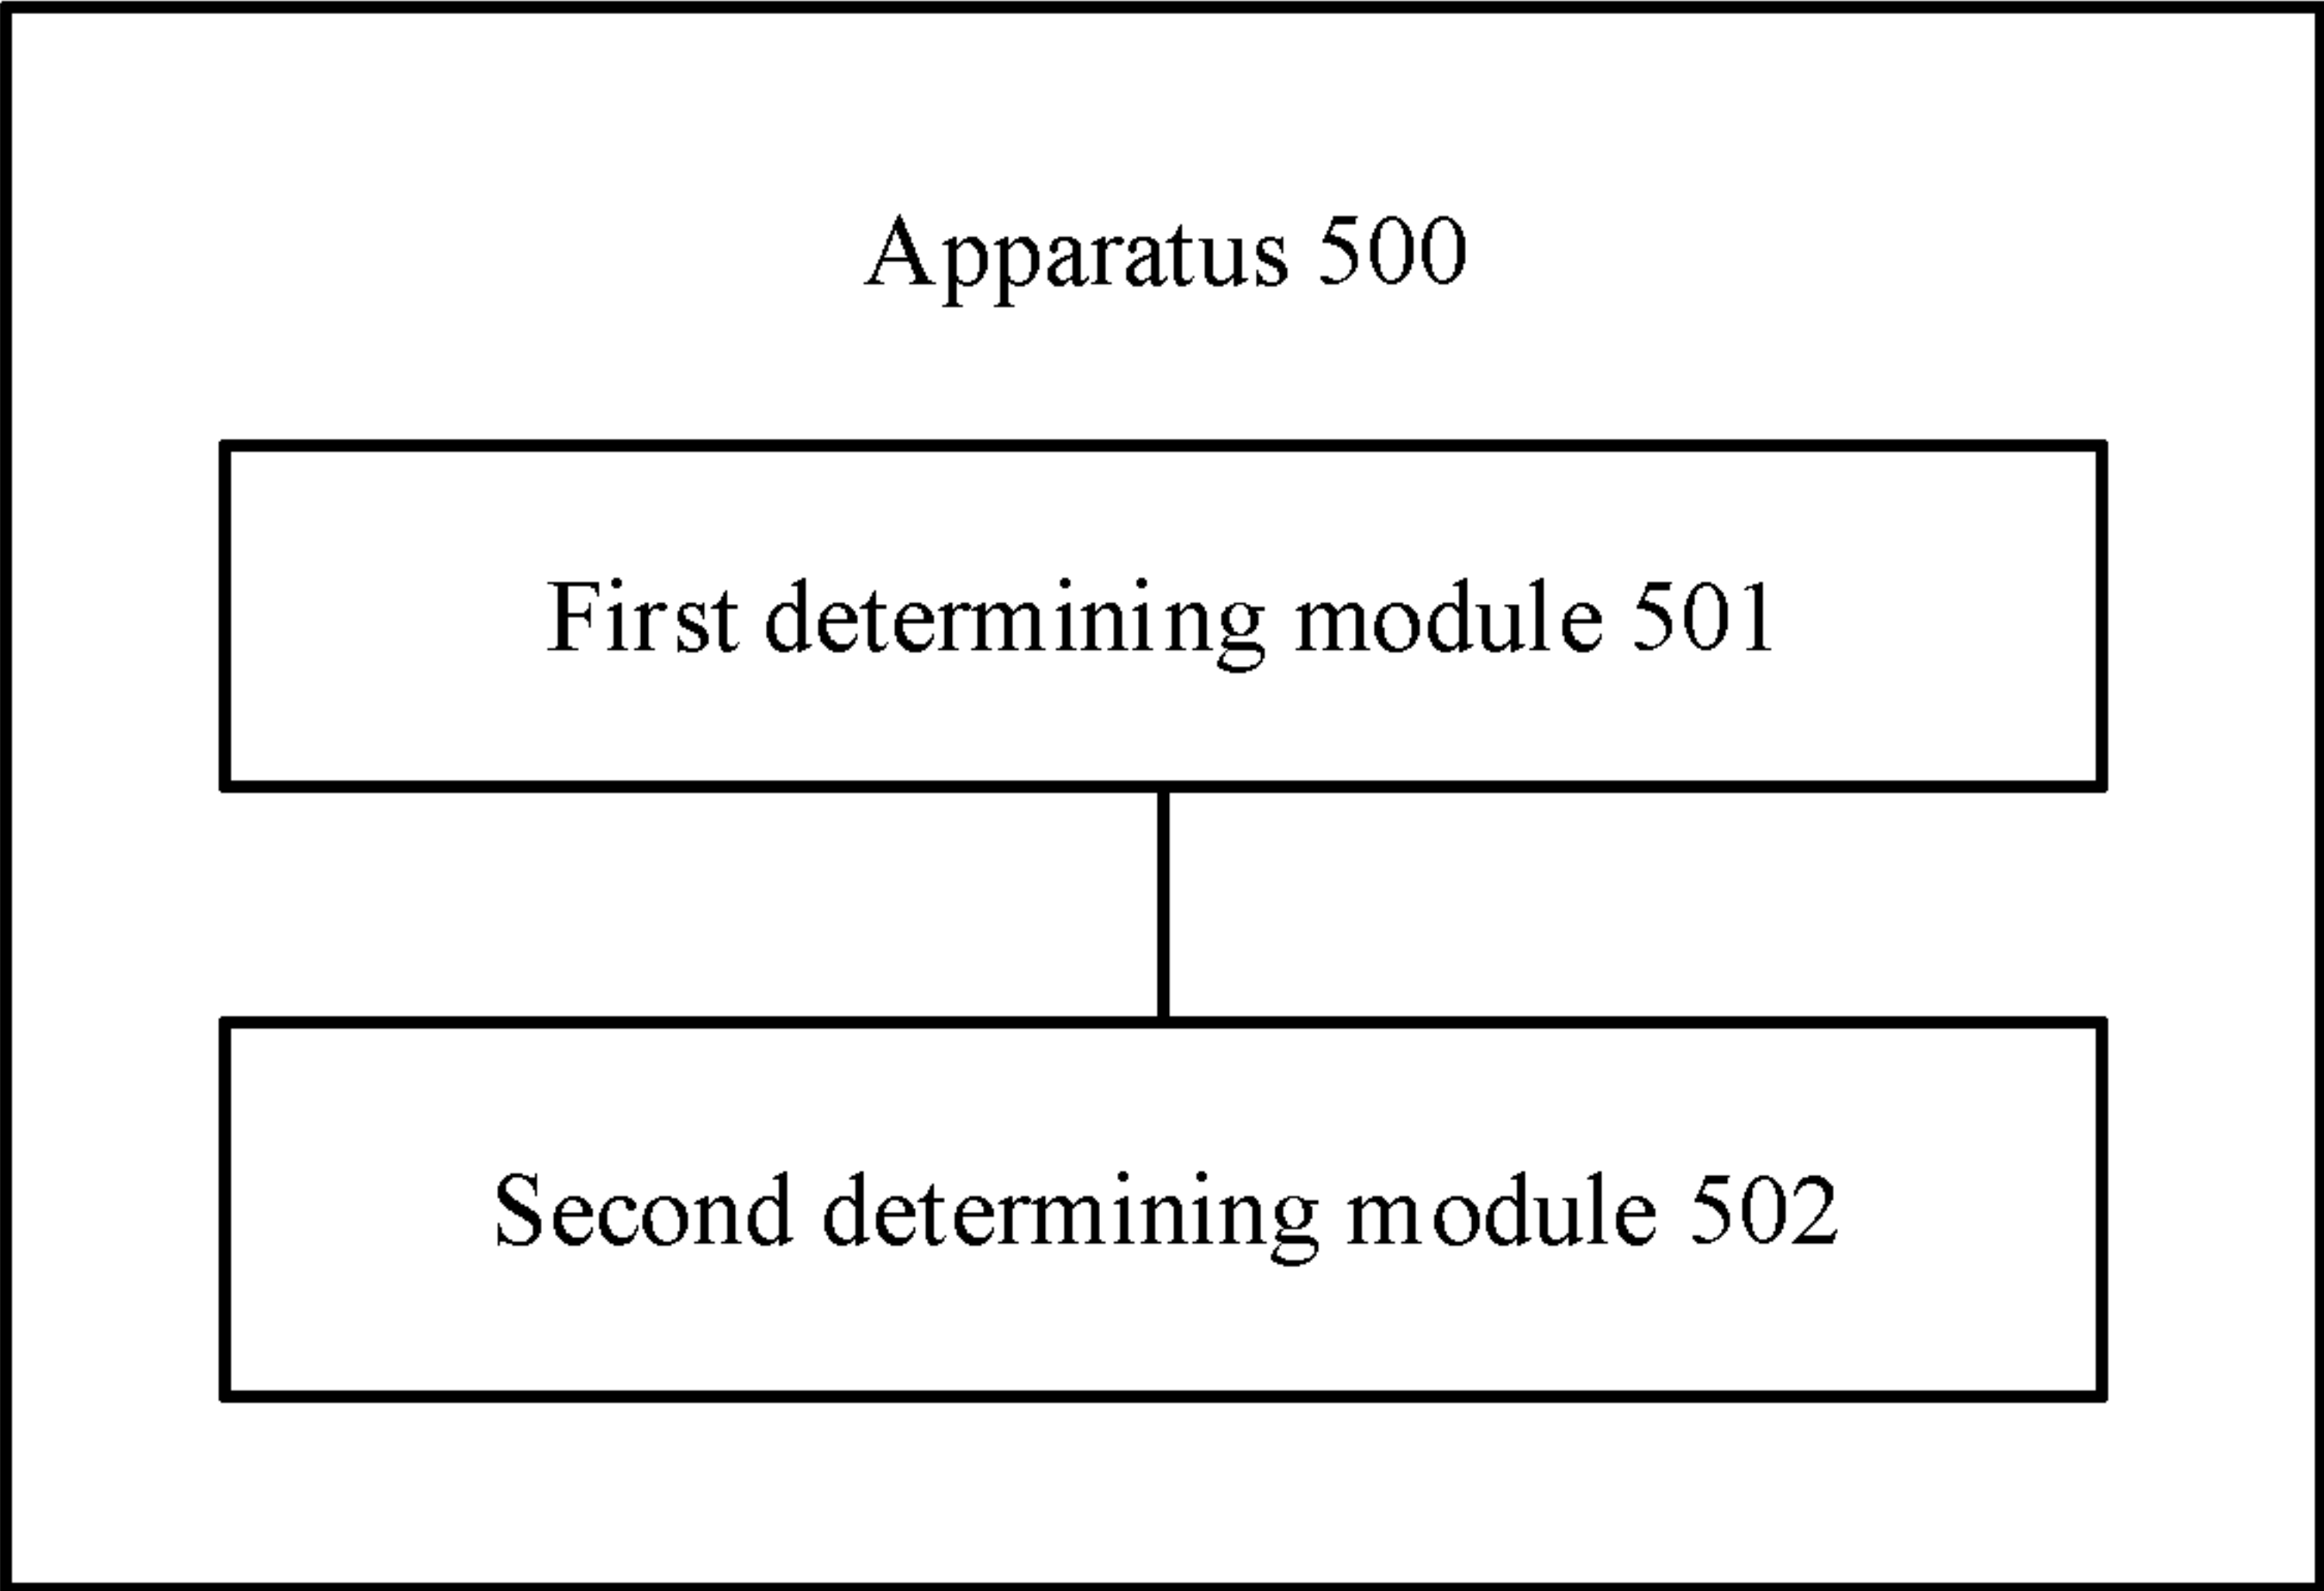 Apparatus 500
First determining module 501
Second determining module 502